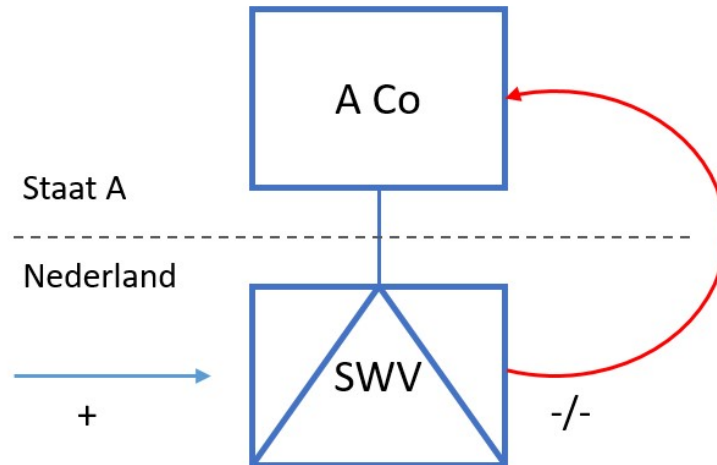 A Co
Staat A
Nederland
SWV
+
-/-